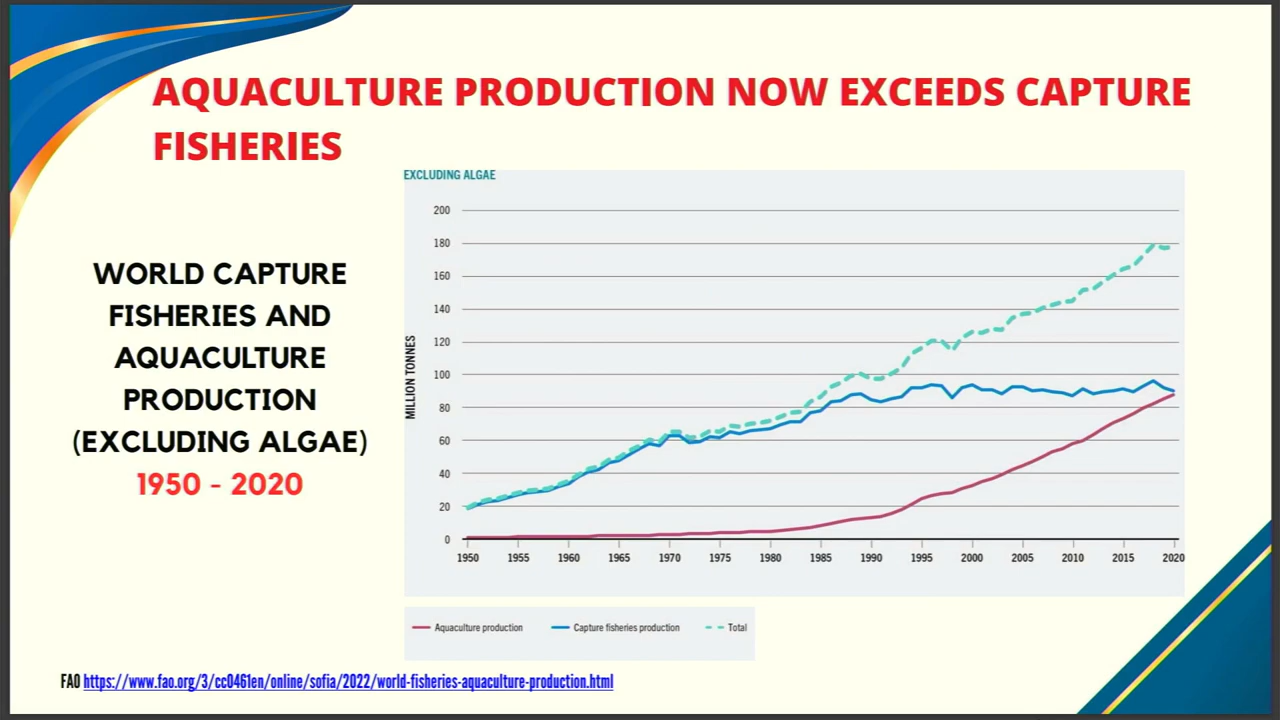 AQUACULTURE PRODUCTION NOW EXCEEDS CAPTURE
FISHERIES
WORLD CAPTURE
FISHERIES AND
AQUACULTURE
PRODUCTION
(EXCLUDING ALGAE)
1950 - 2020
EXCLUDING ALGAE
MILLION TONNES
200
180
160
140
120
100
80
60
40
20
0
1950 1955 1960 1965 1970 1975 1980 1985 1990 1995 2000 2005 2010 2015 2020
Aquaculture production Capture fisheries production Total
FAO https://www.fao.org/3/cc0461en/online/sofia/2022/world-fisheries-aquaculture-production.html